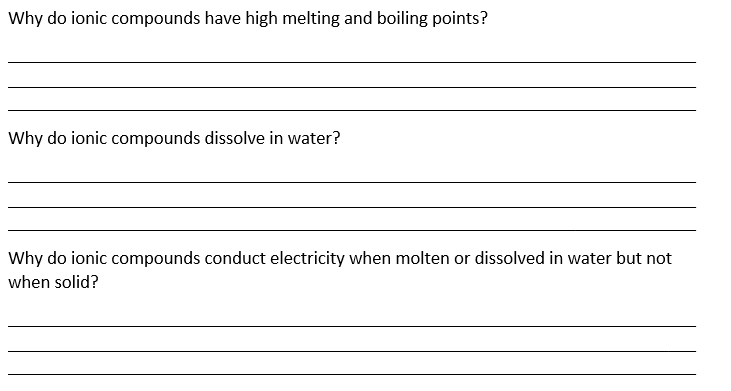 Why do ionic compounds have high melting and boiling points?
Why do ionic compounds dissolve in water?
Why do ionic compounds conduct electricity when molten or dissolved in water but not
when solid?